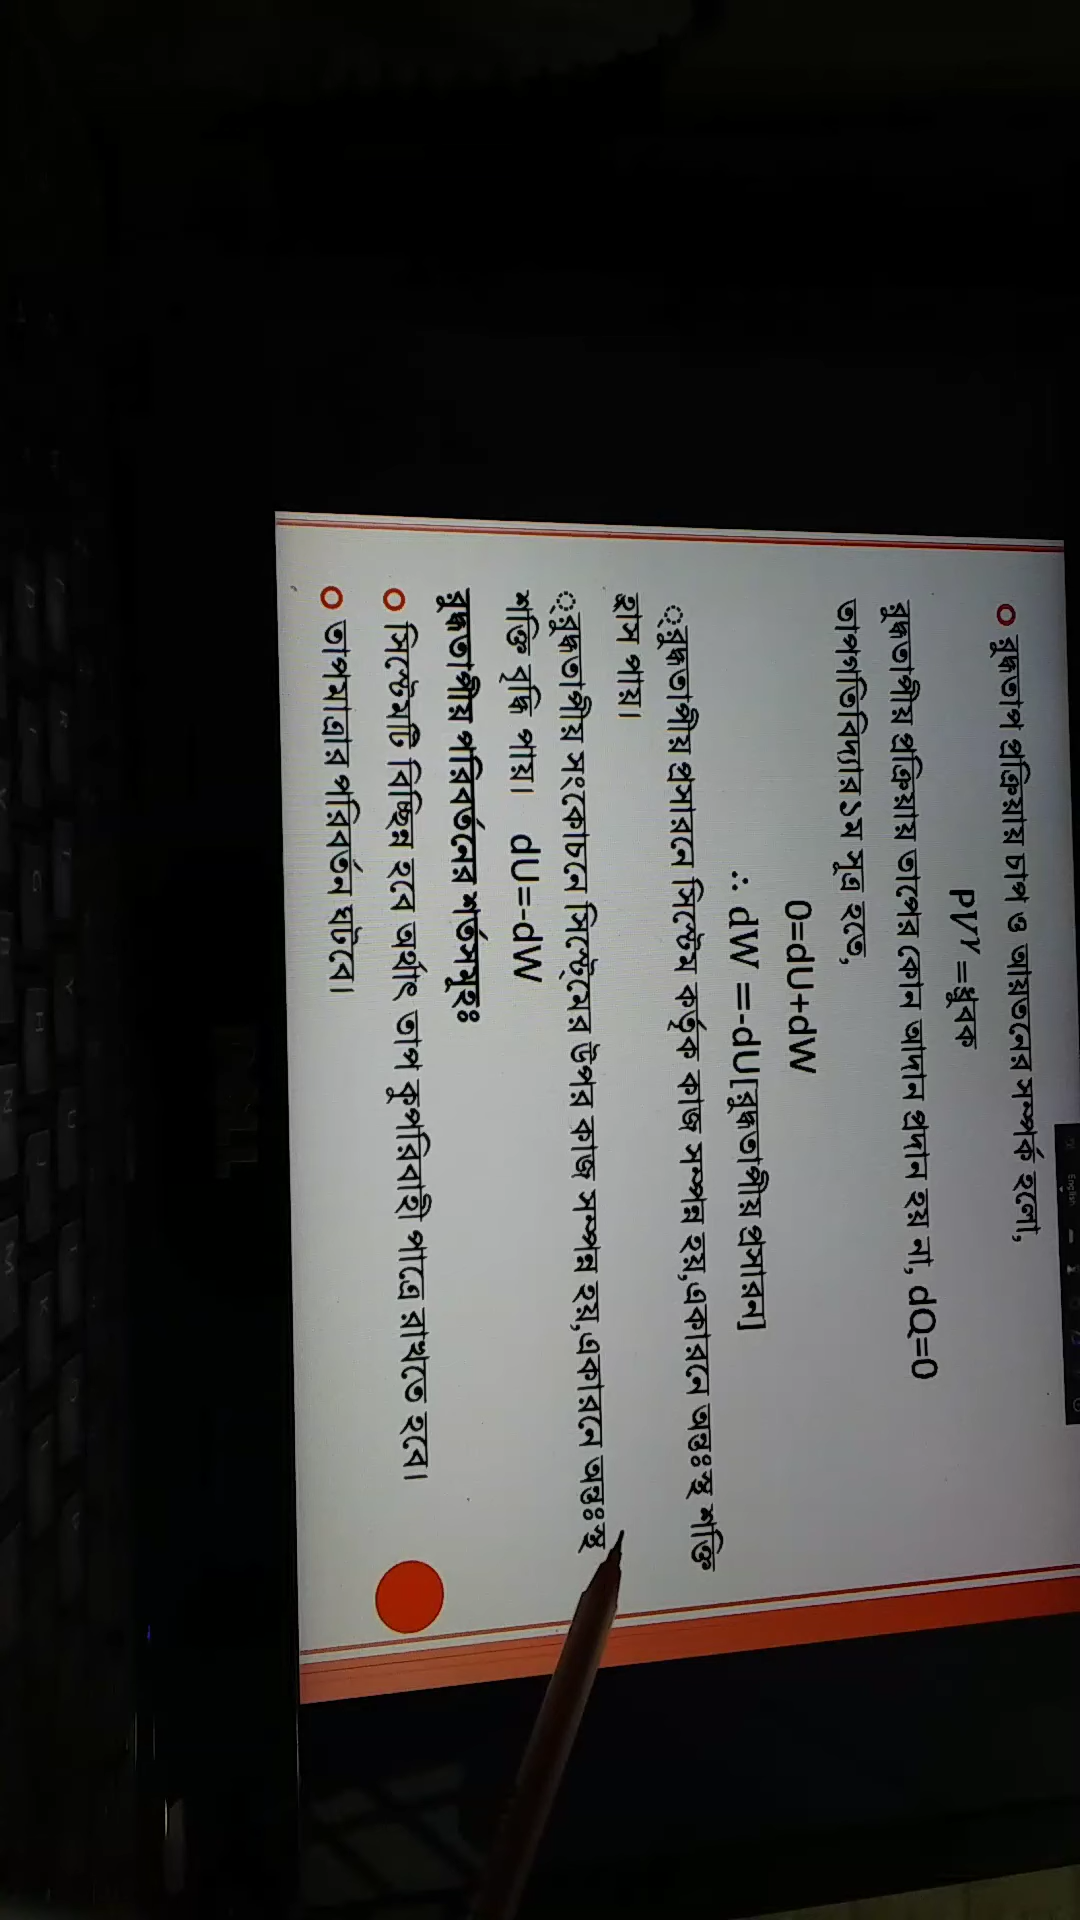 রুদ্ধতাপ প্রক্রিয়ায় চাপ ও আয়তনের সম্পর্ক হলো,
PV^γ =ধ্রুবক
রুদ্ধতাপীয় প্রক্রিয়ায় তাপের কোন আদান প্রদান হয় না, dQ=0
তাপগতিবিদ্যার ১ম সূত্র হতে,
0=dU+dW
∴ dW =-dU[রুদ্ধতাপীয় প্রসারন]
রুদ্ধতাপীয় প্রসারনে সিস্টেম কর্তৃক কাজ সম্পন্ন হয়,একারনে অন্তঃস্থ শক্তি
হ্রাস পায়।
রুদ্ধতাপীয় সংকোচনে সিস্টেমের উপর কাজ সম্পন্ন হয়,একারনে অন্তঃস্থ
শক্তি বৃদ্ধি পায়। dU=-dW
রুদ্ধতাপীয় পরিবর্তনের শর্তসমূহঃ
সিস্টেমটি বিচ্ছিন্ন হবে অর্থাৎ তাপ কুপরিবাহী পাত্রে রাখতে হবে।
তাপমাত্রার পরিবর্তন ঘটবে।
English